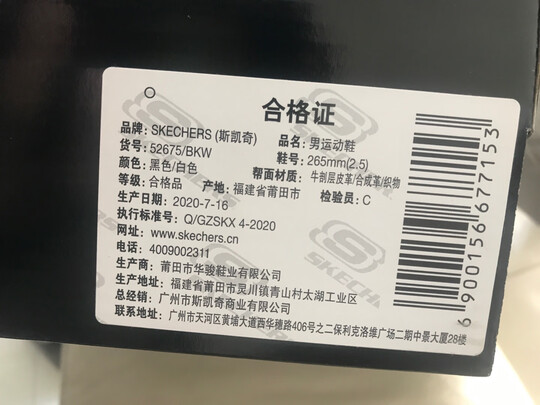 合格证
品牌: SKECHERS (斯凯奇) 品名: 男运动鞋
货号: 52675/BKW 鞋号: 265mm(2.5)
颜色: 黑色/白色 帮面材质: 牛剖层皮革/合成革/织物
等级: 合格品 产地: 福建省莆田市 检验员: C
生产日期: 2020-7-16
执行标准号: Q/GZSKX 4-2020
网址: www.skechers.cn
电话: 4009002311
生产商: 莆田市华骏鞋业有限公司
生产地址: 福建省莆田市灵川镇青山村太湖工业区
总经销: 广州市斯凯奇商业有限公司
联系地址: 广州市天河区黄埔大道西华穗路406号之二保利克洛维广场二期中景大厦28楼
6 900156 677153
SKECHERS
SKECHERS